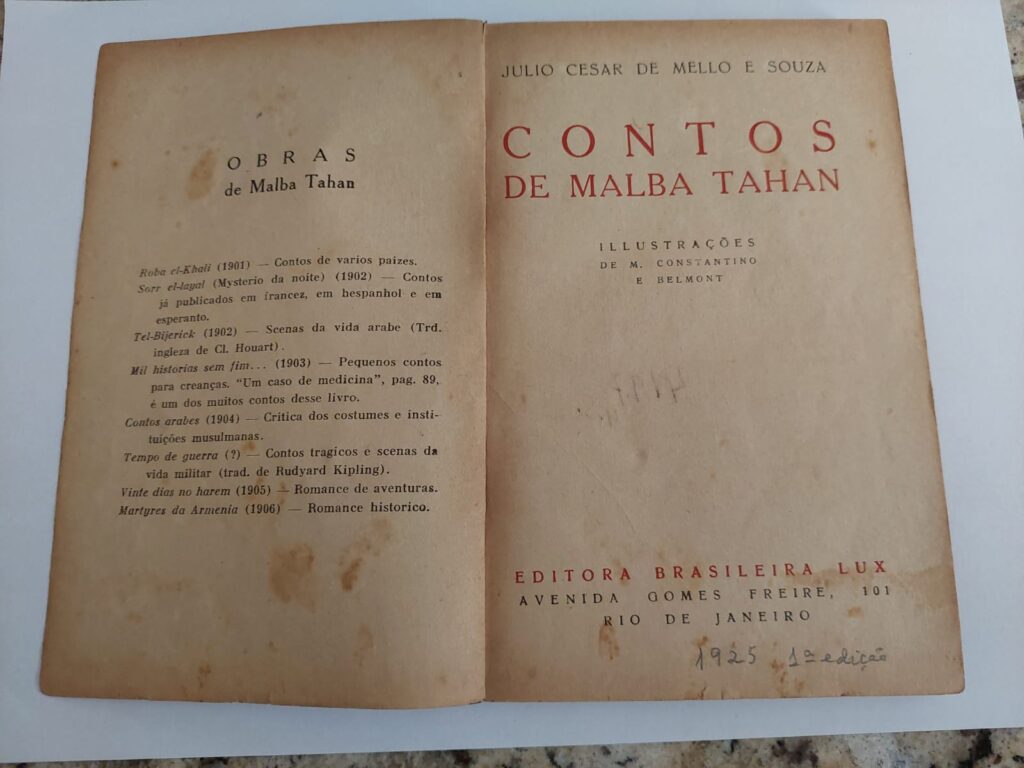 OBRAS
de Malba Tahan
Roba el-Khali (1901) — Contos de varios paizes.
Sorr el-layal (Mysterio da noite) (1902) — Contos
já publicados em francez, em hespanhol e em
esperanto.
Tel-Bijerick (1902) — Scenas da vida arabe (Trd.
ingleza de Cl. Houart).
Mil historias sem fim... (1903) — Pequenos contos
para creanças. "Um caso de medicina", pag. 89,
é um dos muitos contos desse livro.
Contos arabes (1904) — Critica dos costumes e insti-
tuições musulmanas.
Tempo de guerra (?) — Contos tragicos e scenas da
vida militar (trad. de Rudyard Kipling).
Vinte dias no harem (1905) — Romance de aventuras.
Martyres da Armenia (1906) — Romance historico.
JULIO CESAR DE MELLO E SOUZA
CONTOS
DE MALBA TAHAN
ILLUSTRAÇÕES
DE M. CONSTANTINO
E BELMONT
EDITORA BRASILEIRA LUX
AVENIDA GOMES FREIRE, 101
RIO DE JANEIRO
1925 1ª edição